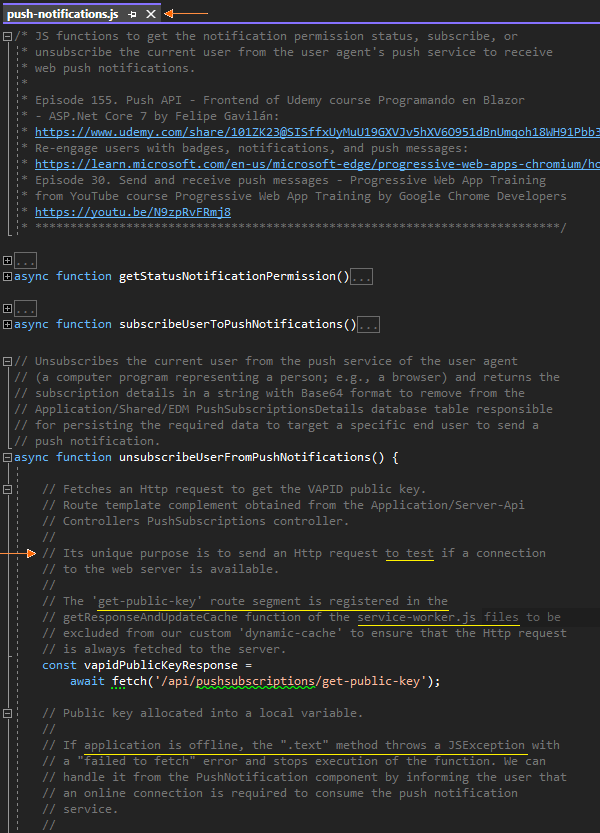 push-notifications.js
/* JS functions to get the notification permission status, subscribe, or
* unsubscribe the current user from the user agent's push service to receive
* web push notifications.
*
* Episode 155. Push API - Frontend of Udemy course Programando en Blazor
* - ASP.Net Core 7 by Felipe Gavilán:
* https://www.udemy.com/share/101ZK23@SISffxUyMuU19GXVJv5hXV6O951dBnUmqoh18WH91Pbb3
* Re-engage users with badges, notifications, and push messages:
* https://learn.microsoft.com/en-us/microsoft-edge/progressive-web-apps-chromium/ho
* Episode 30. Send and receive push messages - Progressive Web App Training
* from YouTube course Progressive Web App Training by Google Chrome Developers
* https://youtu.be/N9zpRvFRmj8
* ***************************************************************************/
...
async function getStatusNotificationPermission()...
...
async function subscribeUserToPushNotifications()...
// Unsubscribes the current user from the push service of the user agent
// (a computer program representing a person; e.g., a browser) and returns the
// subscription details in a string with Base64 format to remove from the
// Application/Shared/EDM PushSubscriptionsDetails database table responsible
// for persisting the required data to target a specific end user to send a
// push notification.
async function unsubscribeUserFromPushNotifications() {
// Fetches an Http request to get the VAPID public key.
// Route template complement obtained from the Application/Server-Api
// Controllers PushSubscriptions controller.
//
// Its unique purpose is to send an Http request to test if a connection
// to the web server is available.
//
// The 'get-public-key' route segment is registered in the
// getResponseAndUpdateCache function of the service-worker.js files to be
// excluded from our custom 'dynamic-cache' to ensure that the Http request
// is always fetched to the server.
const vapidPublicKeyResponse =
await fetch('/api/pushsubscriptions/get-public-key');
// Public key allocated into a local variable.
//
// If application is offline, the ".text" method throws a JSException with
// a "failed to fetch" error and stops execution of the function. We can
// handle it from the PushNotification component by informing the user that
// an online connection is required to consume the push notification
// service.
//